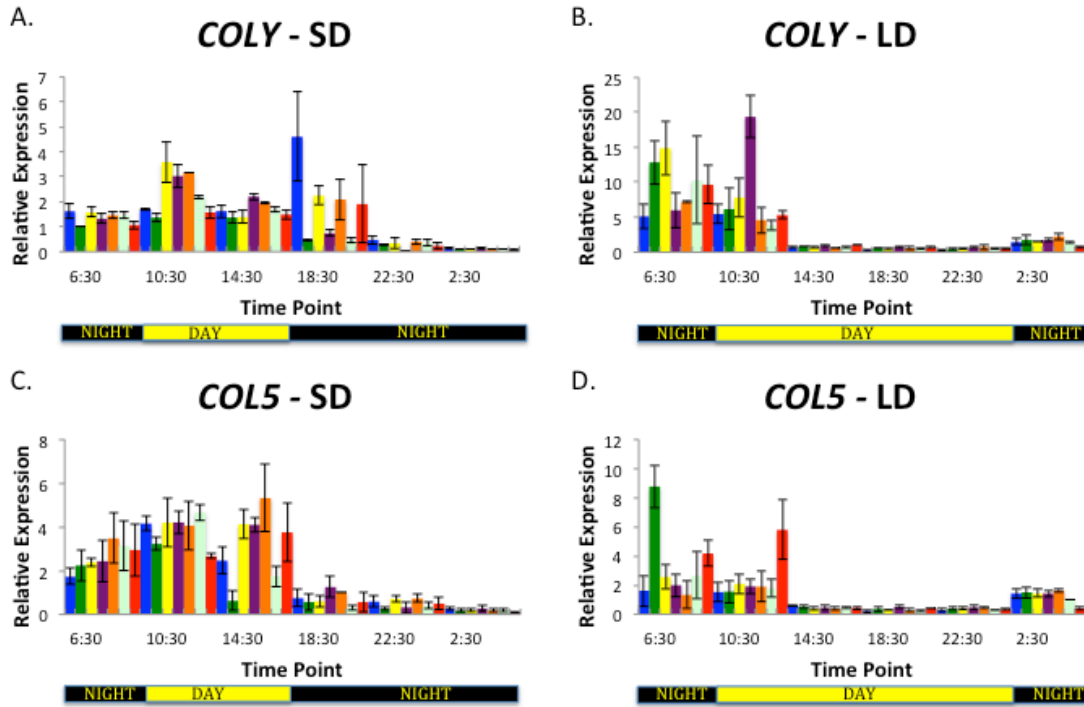 A.
COLY - SD
Relative Expression
7
6
5
4
3
2
1
0
6:30 10:30 14:30 18:30 22:30 2:30
Time Point
NIGHT DAY NIGHT
B.
COLY - LD
Relative Expression
25
20
15
10
5
0
6:30 10:30 14:30 18:30 22:30 2:30
Time Point
NIGHT DAY NIGHT
C.
COL5 - SD
Relative Expression
8
6
4
2
0
6:30 10:30 14:30 18:30 22:30 2:30
Time Point
NIGHT DAY NIGHT
D.
COL5 - LD
Relative Expression
12
10
8
6
4
2
0
6:30 10:30 14:30 18:30 22:30 2:30
Time Point
NIGHT DAY NIGHT